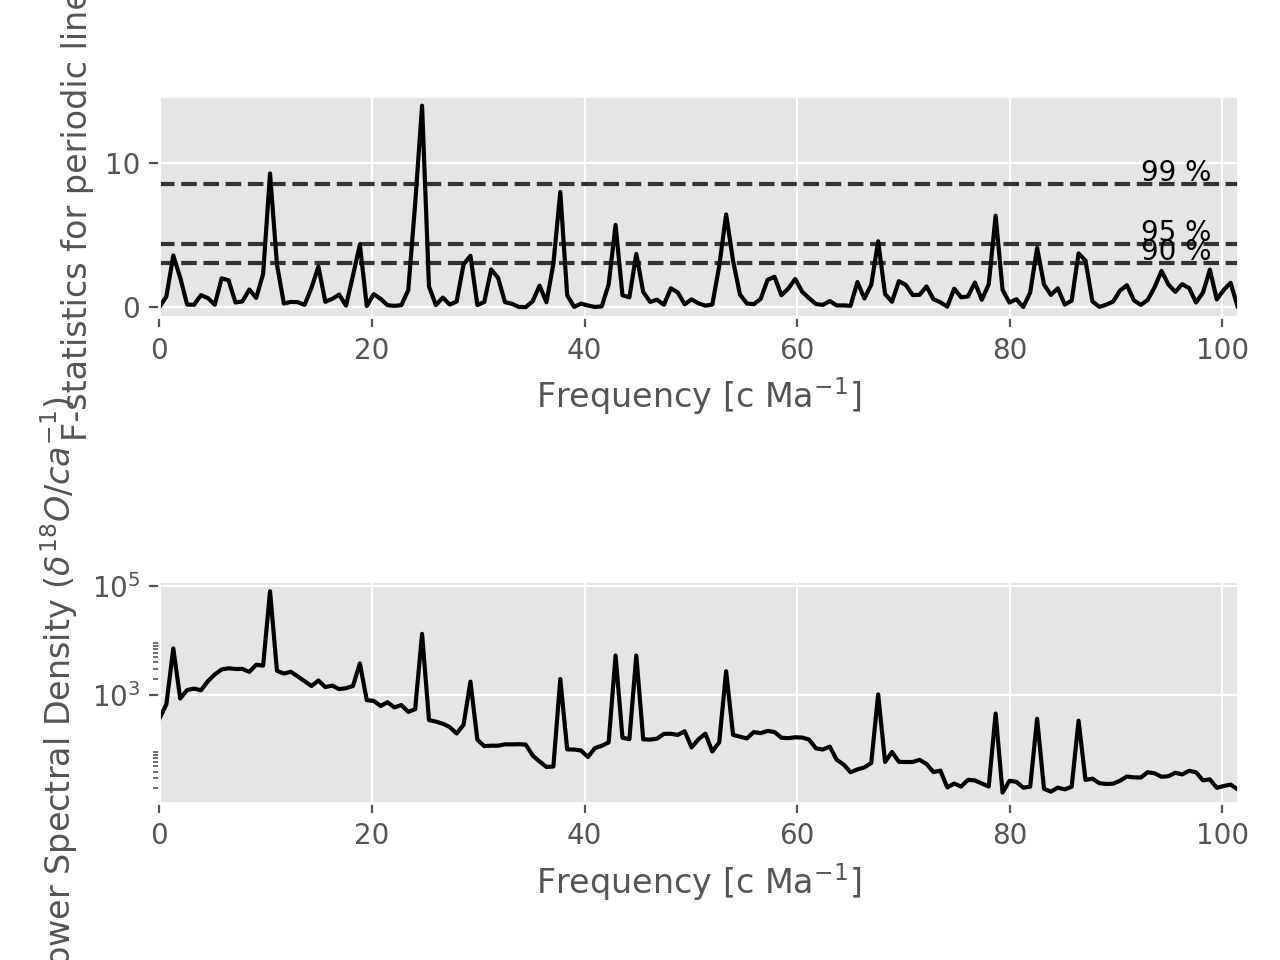 F-statistics for periodic line
10
0
99 %
95 %
90 %
0 20 40 60 80 100
Frequency [c Ma⁻¹]
ower Spectral Density (δ¹⁸O/ca⁻¹)
10⁵
10³
0 20 40 60 80 100
Frequency [c Ma⁻¹]